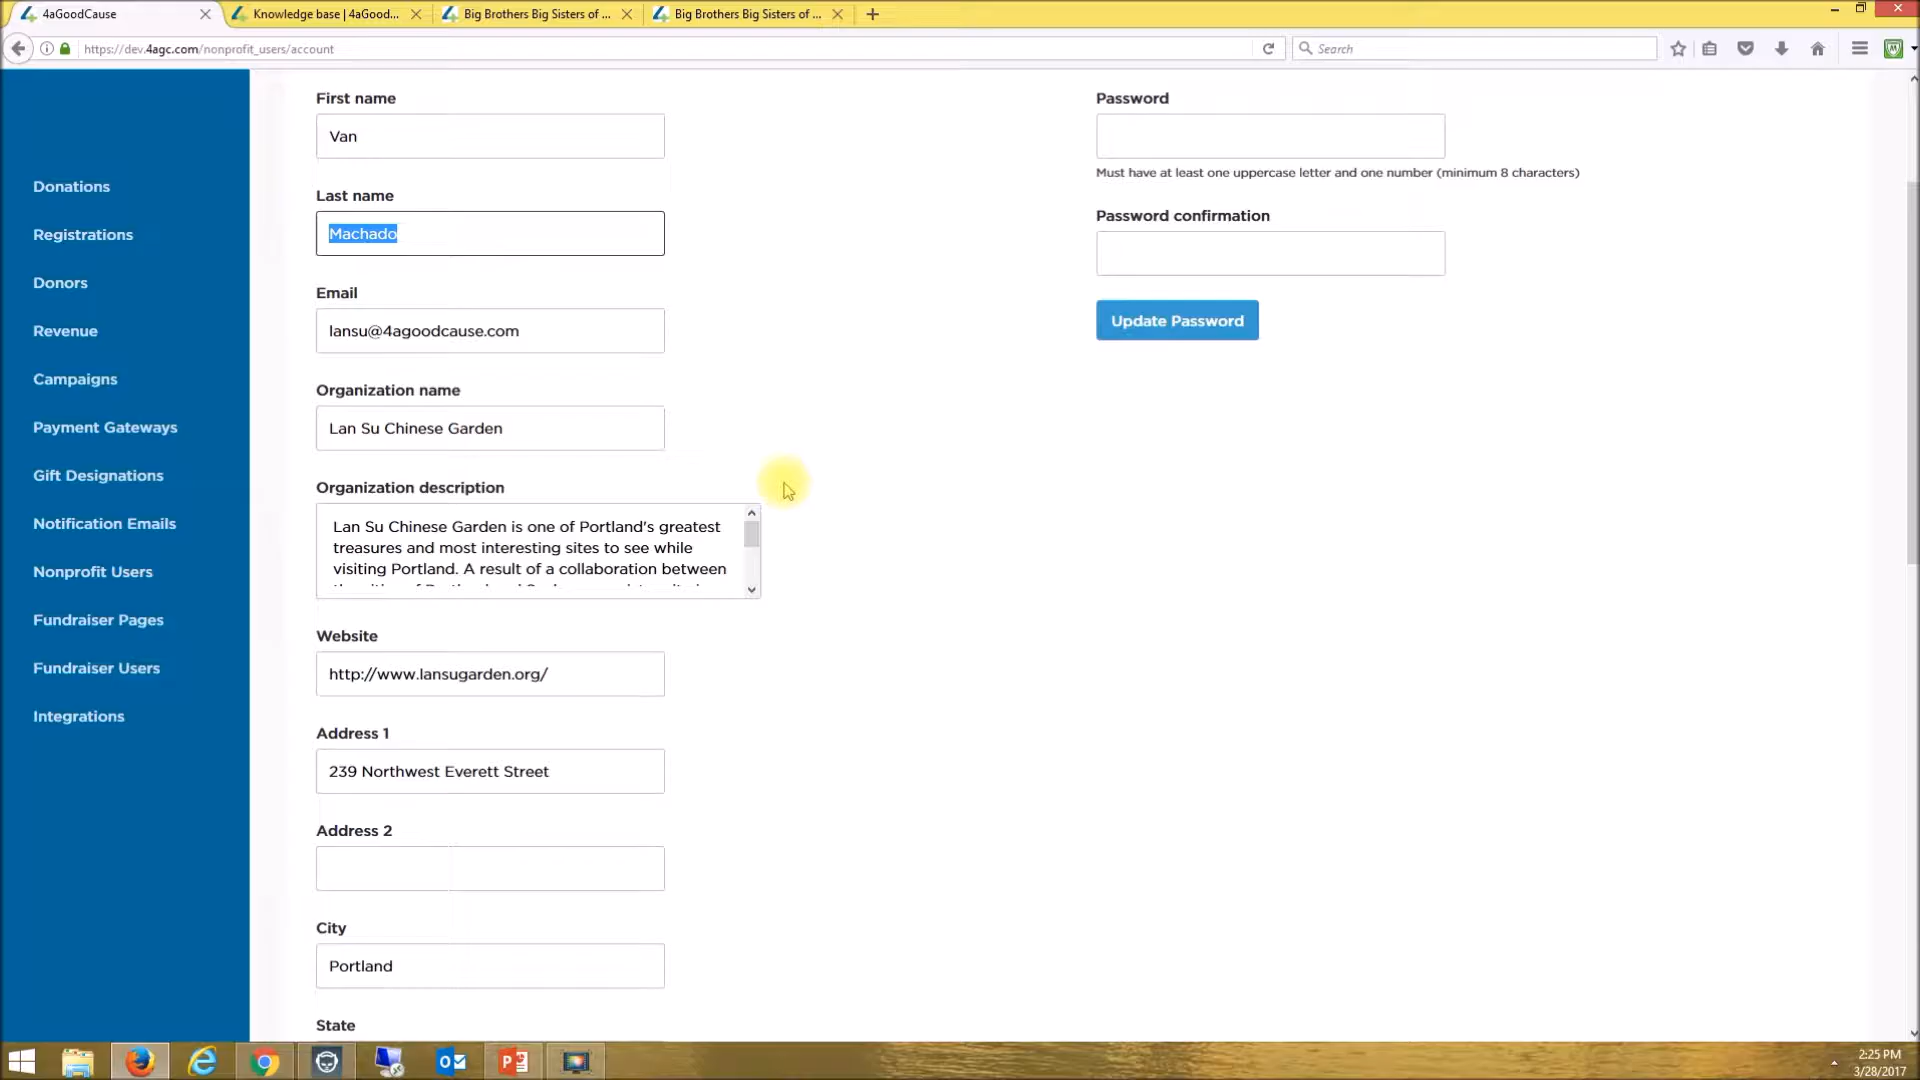 4aGoodCause
Knowledge base | 4aGood...
Big Brothers Big Sisters of ...
Big Brothers Big Sisters of ...
https://dev.4agc.com/nonprofit_users/account
Search
Donations
Registrations
Donors
Revenue
Campaigns
Payment Gateways
Gift Designations
Notification Emails
Nonprofit Users
Fundraiser Pages
Fundraiser Users
Integrations
First name
Van
Last name
Machado
Email
lansu@4agoodcause.com
Organization name
Lan Su Chinese Garden
Organization description
Lan Su Chinese Garden is one of Portland's greatest
treasures and most interesting sites to see while
visiting Portland. A result of a collaboration between
Website
http://www.lansugarden.org/
Address 1
239 Northwest Everett Street
Address 2
City
Portland
State
Password
Must have at least one uppercase letter and one number (minimum 8 characters)
Password confirmation
Update Password
2:25 PM
3/28/2017